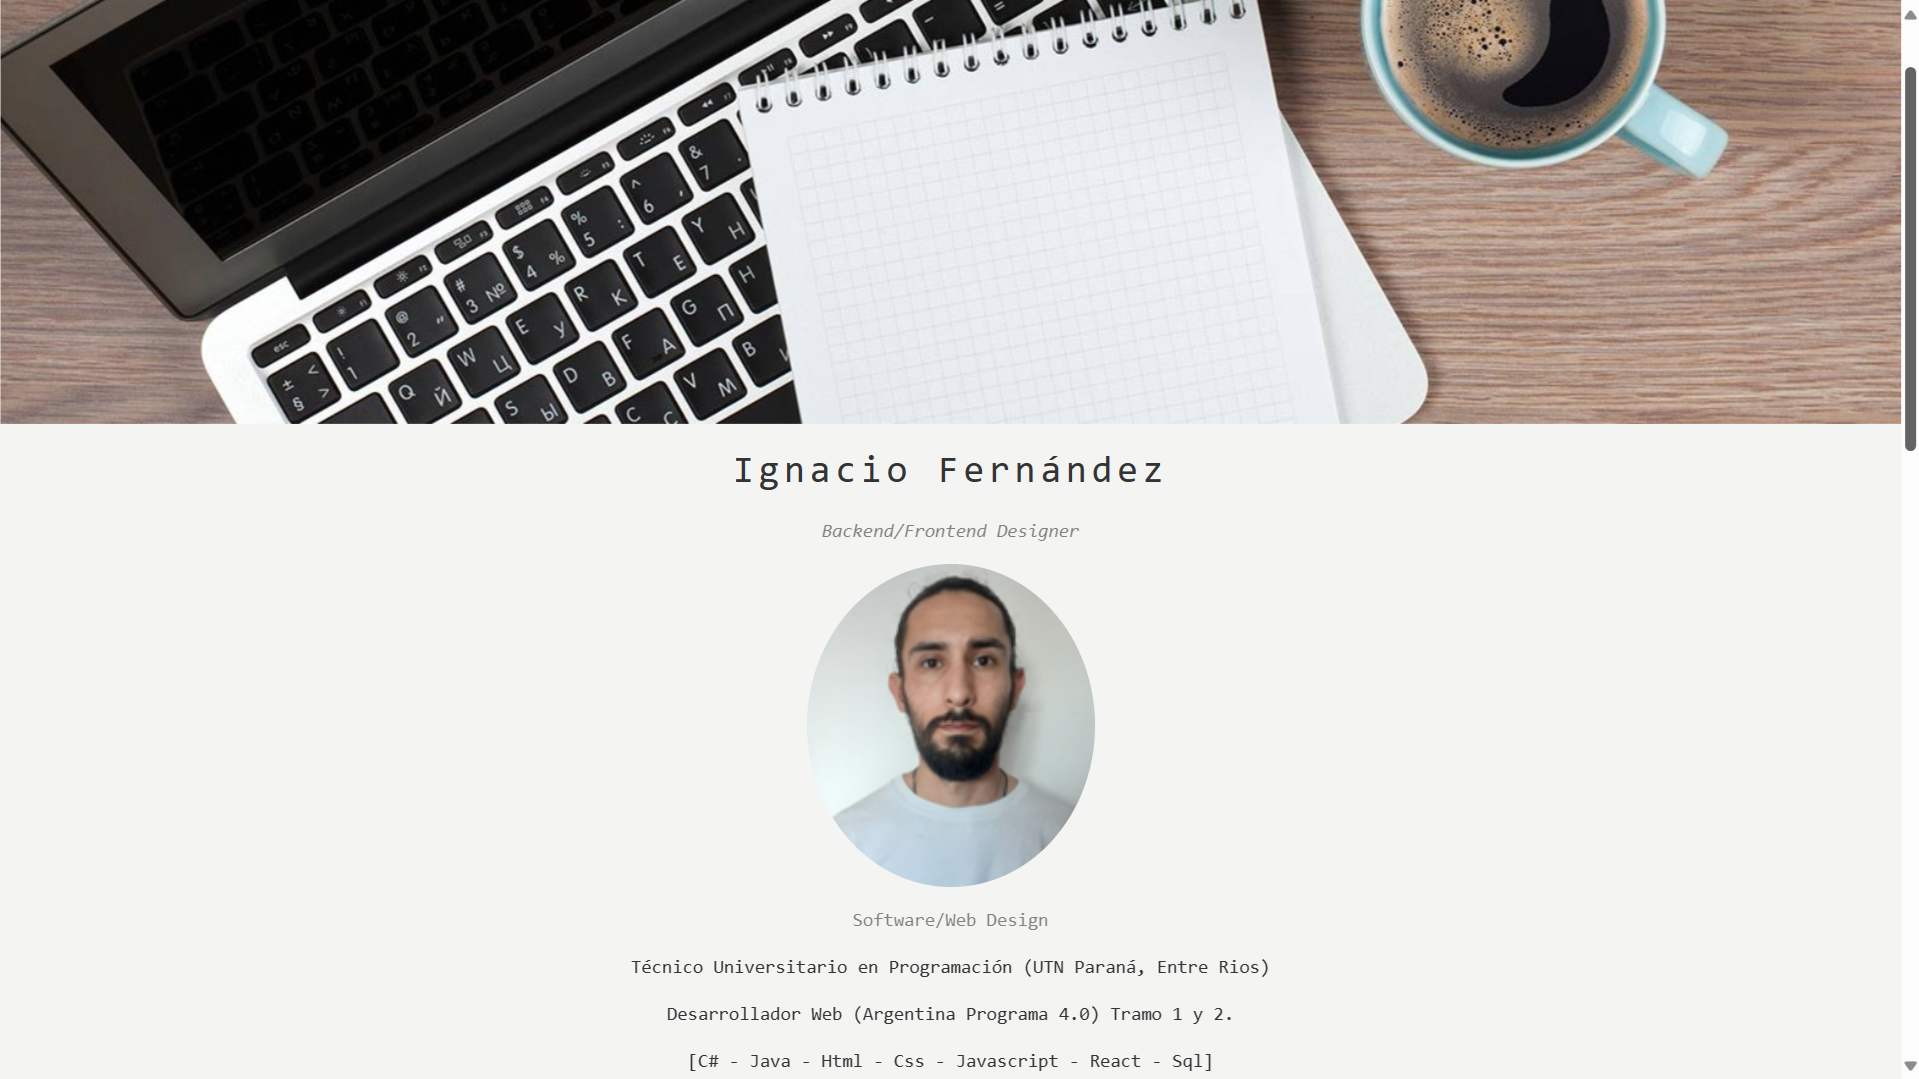 Ignacio Fernández
Backend/Frontend Designer
Software/Web Design
Técnico Universitario en Programación (UTN Paraná, Entre Rios)
Desarrollador Web (Argentina Programa 4.0) Tramo 1 y 2.
[C# - Java - Html - Css - Javascript - React - Sql]